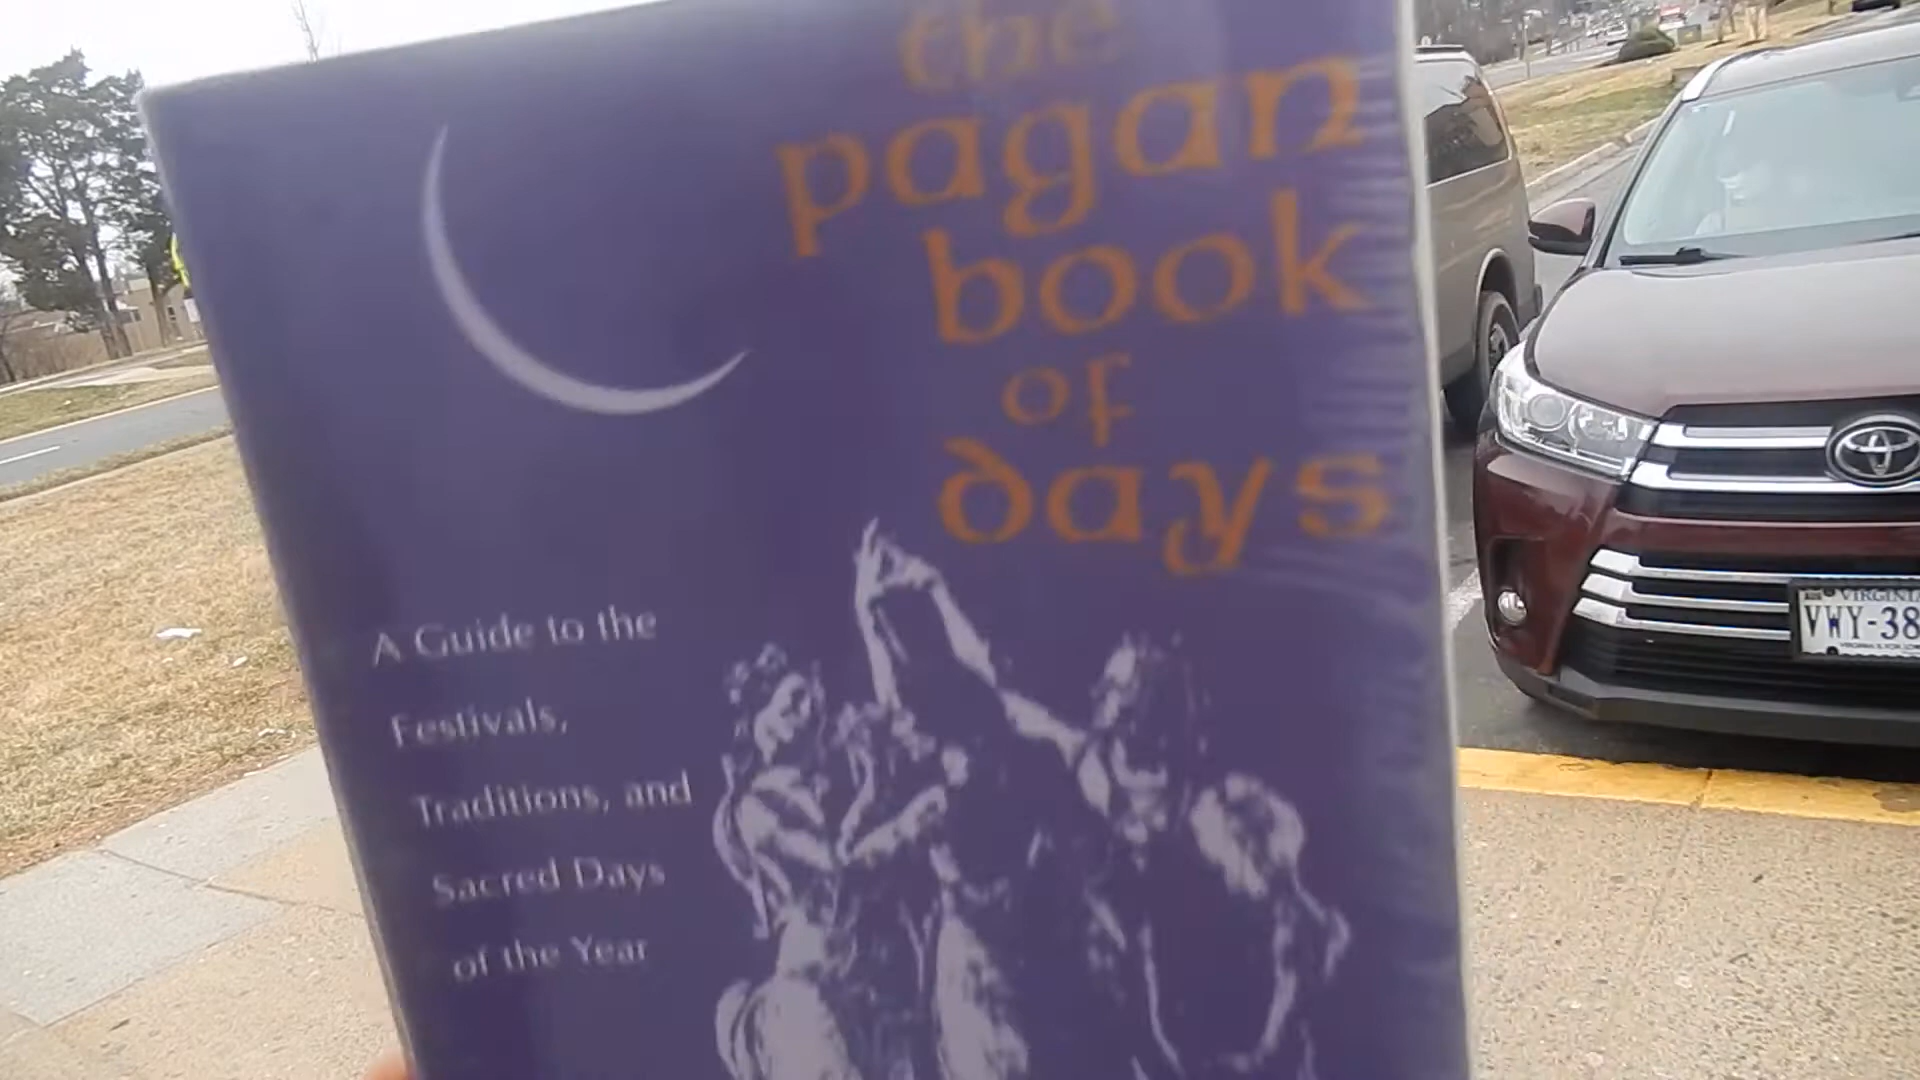 the
pagan
book
of
days
A Guide to the
Festivals,
Traditions, and
Sacred Days
of the Year
VIRGINIA
VWY-38